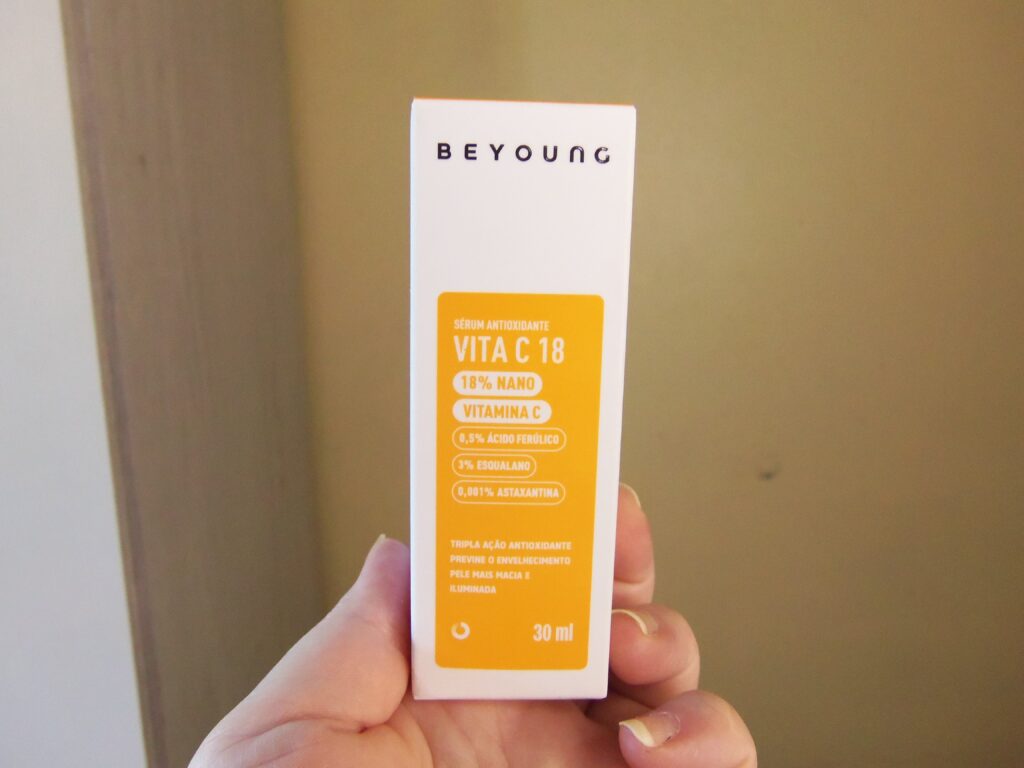 BEYOUNG
SÉRUM ANTIOXIDANTE
VITA C 18
18% NANO
VITAMINA C
0,5% ÁCIDO FERÚLICO
3% ESQUALANO
0,001% ASTAXANTINA
TRIPLA AÇÃO ANTIOXIDANTE
PREVINE O ENVELHECIMENTO
PELE MAIS MACIA E
ILUMINADA
30 ml